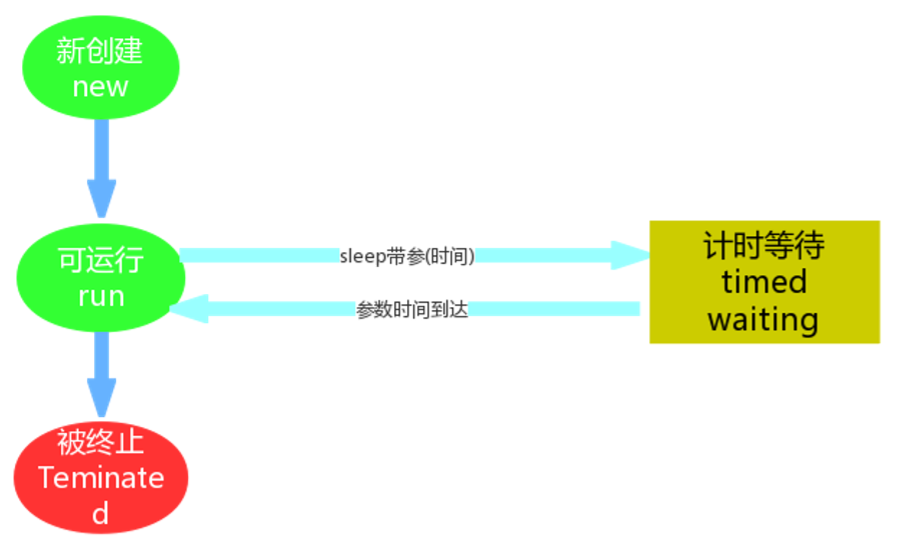 新创建
new
可运行
run
sleep带参(时间)
参数时间到达
计时等待
timed
waiting
被终止
Teminate
d